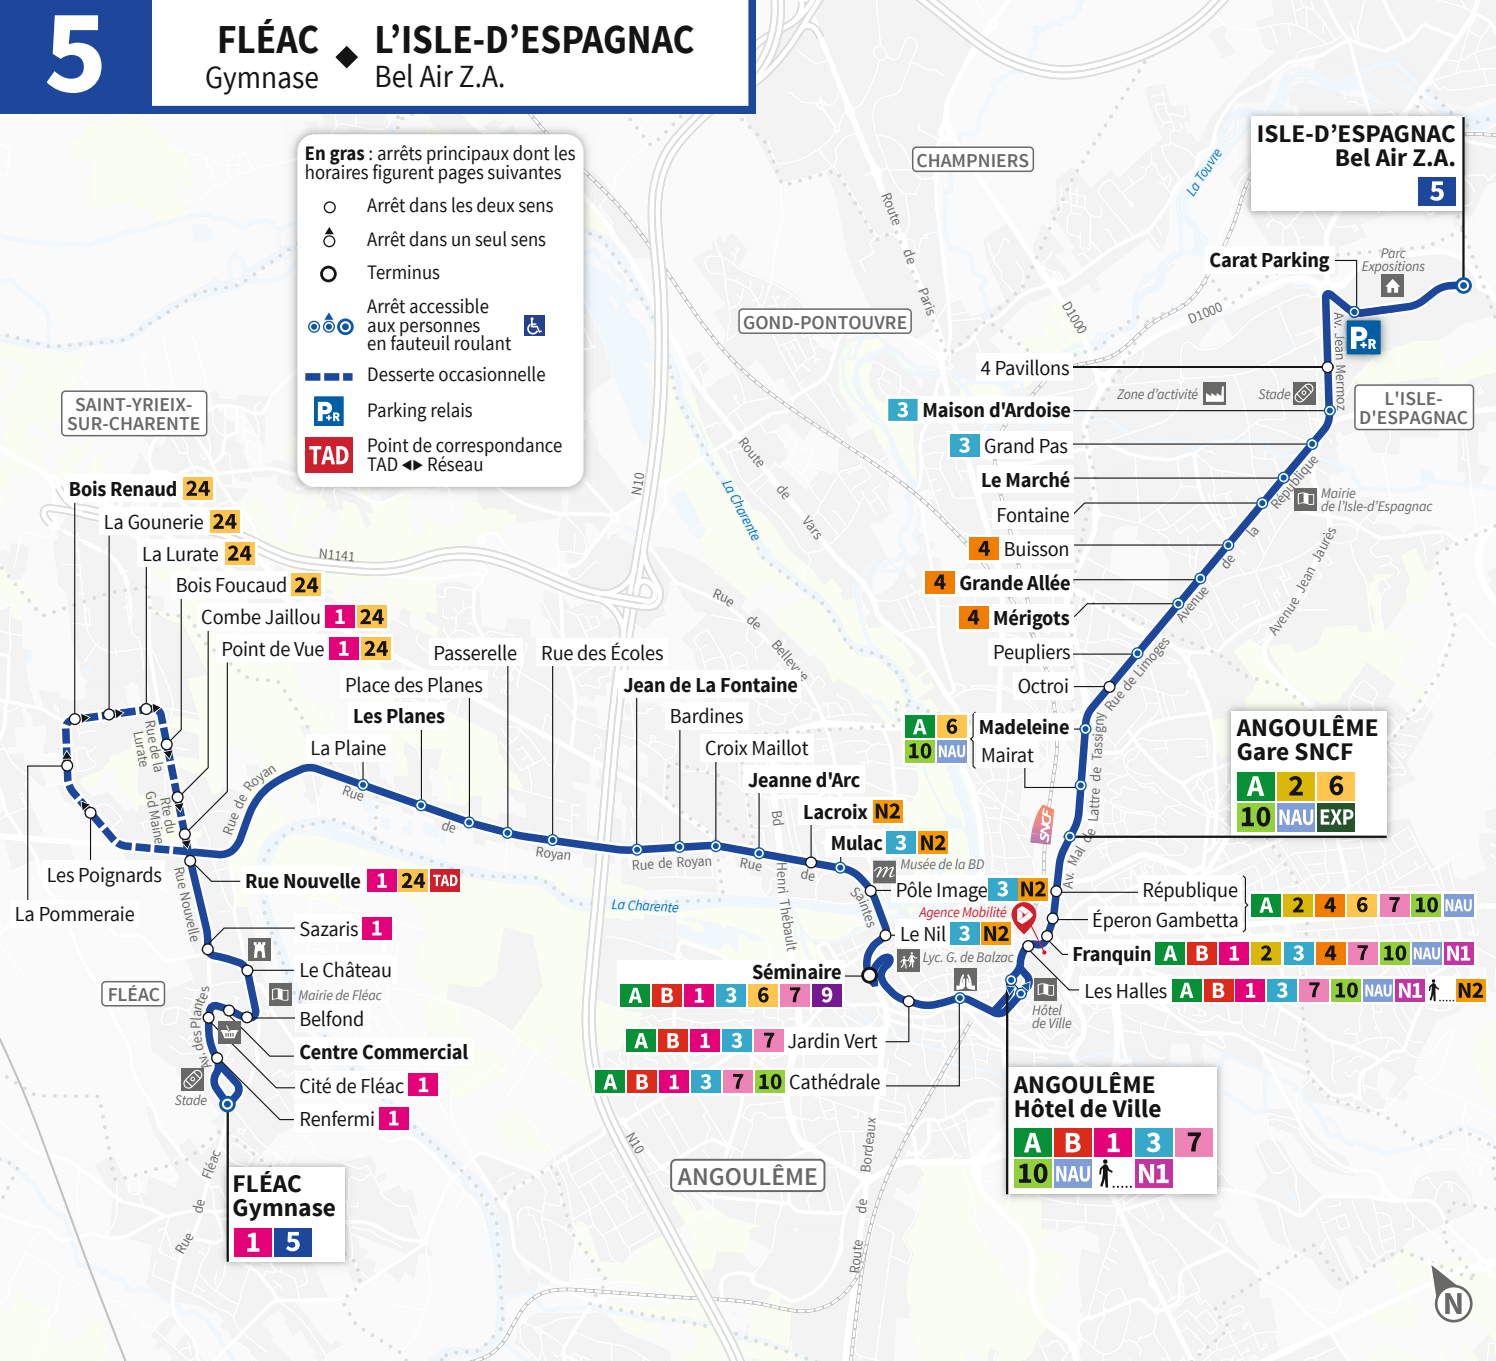 5
FLÉAC
Gymnase
L'ISLE-D'ESPAGNAC
Bel Air Z.A.
En gras : arrêts principaux dont les
horaires figurent pages suivantes
Arrêt dans les deux sens
Arrêt dans un seul sens
Terminus
Arrêt accessible
aux personnes
en fauteuil roulant
Desserte occasionnelle
P+R Parking relais
TAD Point de correspondance
TAD ◂▸ Réseau
ISLE-D'ESPAGNAC
Bel Air Z.A.
5
CHAMPNIERS
La Touvre
Route de Paris
D1000
D1000
Carat Parking
Parc
Expositions
P+R
Av. Jean Mermoz
GOND-PONTOUVRE
4 Pavillons
Zone d'activité
Stade
L'ISLE-
D'ESPAGNAC
3 Maison d'Ardoise
3 Grand Pas
Le Marché
Fontaine
Mairie
de l'Isle-d'Espagnac
4 Buisson
4 Grande Allée
4 Mérigots
Peupliers
Octroi
Avenue de la République
Avenue Jean Jaurès
Rue de Limoges
A 6
10 NAU
Madeleine
Mairat
Av. Mal de Lattre de Tassigny
SNCF
ANGOULÊME
Gare SNCF
A 2 6
10 NAU EXP
SAINT-YRIEIX-
SUR-CHARENTE
N10
N1141
Route de Vars
La Charente
Rue de Bellevue
Bois Renaud 24
La Gounerie 24
La Lurate 24
Bois Foucaud 24
Combe Jaillou 1 24
Point de Vue 1 24
Rue de la
Lurate
Rte du
Gd Maine
Rue de Royan
Les Poignards
La Pommeraie
Rue Nouvelle 1 24 TAD
Rue Nouvelle
Passerelle
Rue des Écoles
Place des Planes
Les Planes
La Plaine
Rue de Royan
Jean de La Fontaine
Bardines
Croix Maillot
Jeanne d'Arc
Lacroix N2
Mulac 3 N2
Rue de Royan
Rue de Saintes
Bd Henri Thébault
La Charente
Musée de la BD
Pôle Image 3 N2
Agence Mobilité
Le Nil 3 N2
Lyc. G. de Balzac
République
Éperon Gambetta
A 2 4 6 7 10 NAU
Franquin A B 1 2 3 4 7 10 NAU N1
Les Halles A B 1 3 7 10 NAU N1 N2
Hôtel
de Ville
Séminaire
A B 1 3 6 7 9
A B 1 3 7 Jardin Vert
A B 1 3 7 10 Cathédrale
ANGOULÊME
Hôtel de Ville
A B 1 3 7
10 NAU N1
Sazaris 1
Le Château
Mairie de Fléac
FLÉAC
Belfond
Centre Commercial
Av. des Plantes
Cité de Fléac 1
Stade
Renfermi 1
FLÉAC
Gymnase
1 5
Rue de Fléac
N10
ANGOULÊME
Route de Bordeaux
N